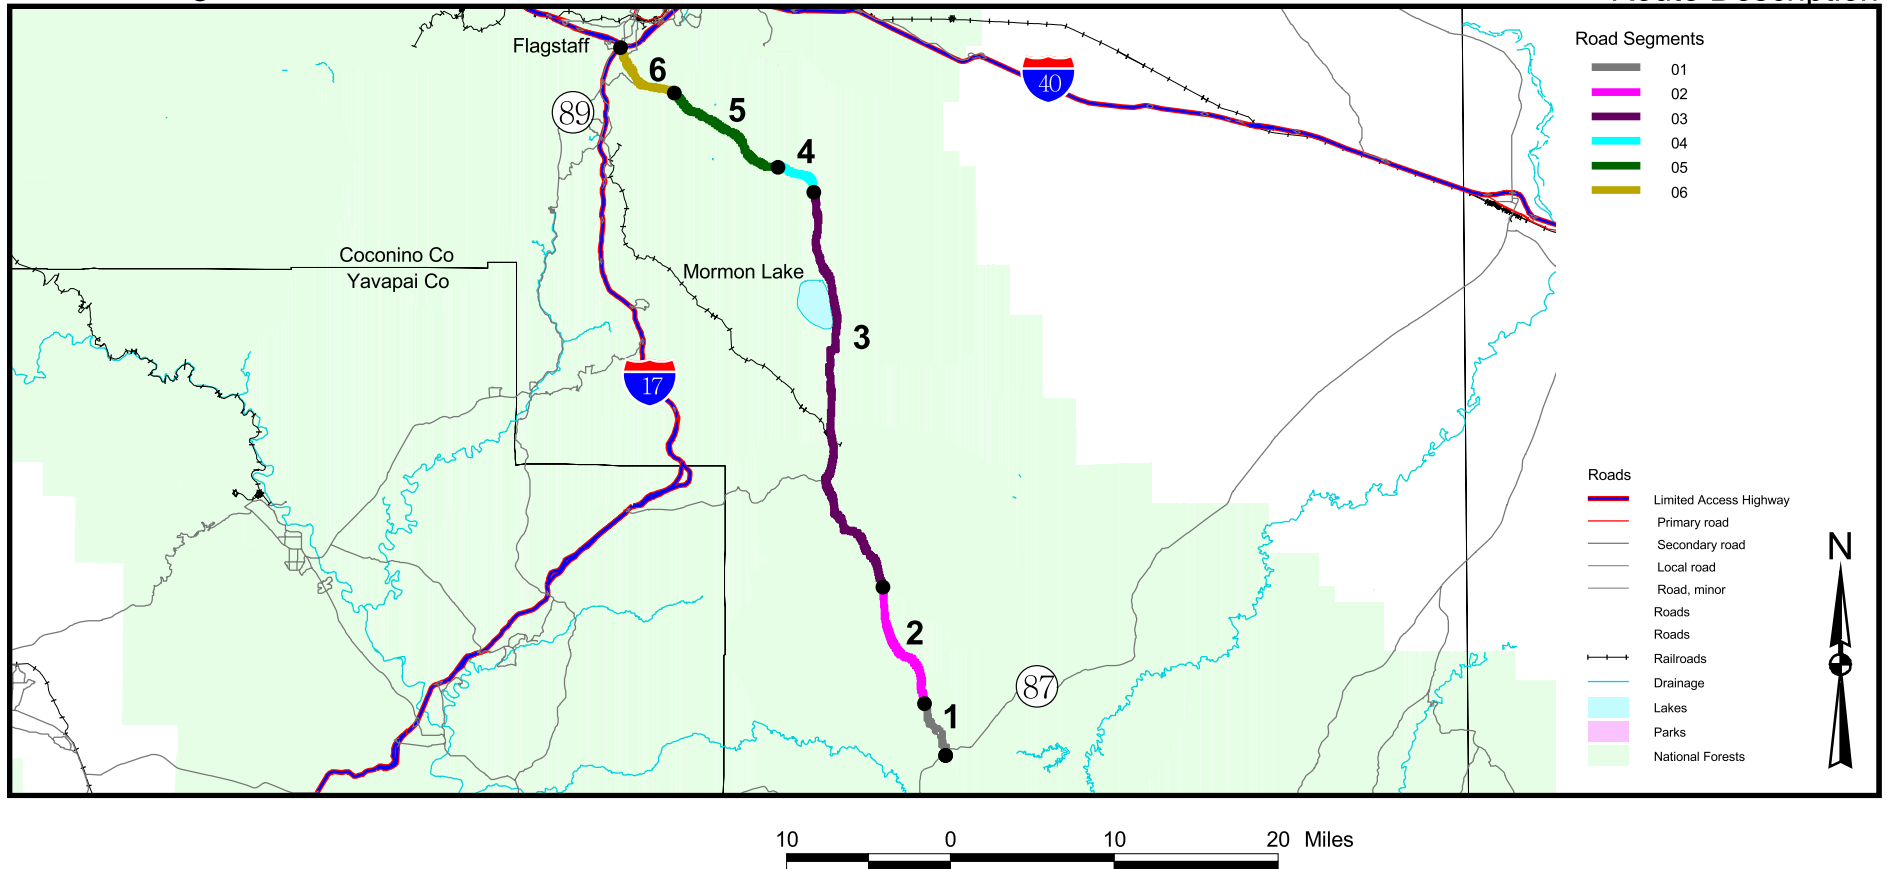 Route Description
Flagstaff
6
5
4
89
40
Coconino Co
Yavapai Co
Mormon Lake
3
17
2
87
1
Road Segments
01
02
03
04
05
06
Roads
Limited Access Highway
Primary road
Secondary road
Local road
Road, minor
Roads
Roads
Railroads
Drainage
Lakes
Parks
National Forests
N
10 0 10 20 Miles